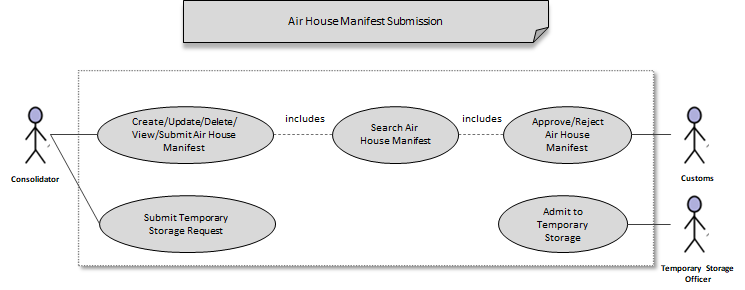 Air House Manifest Submission
Create/Update/Delete/
View/Submit Air House
Manifest
includes
Search Air
House Manifest
includes
Approve/Reject
Air House
Manifest
Consolidator
Customs
Submit Temporary
Storage Request
Admit to
Temporary
Storage
Temporary Storage
Officer